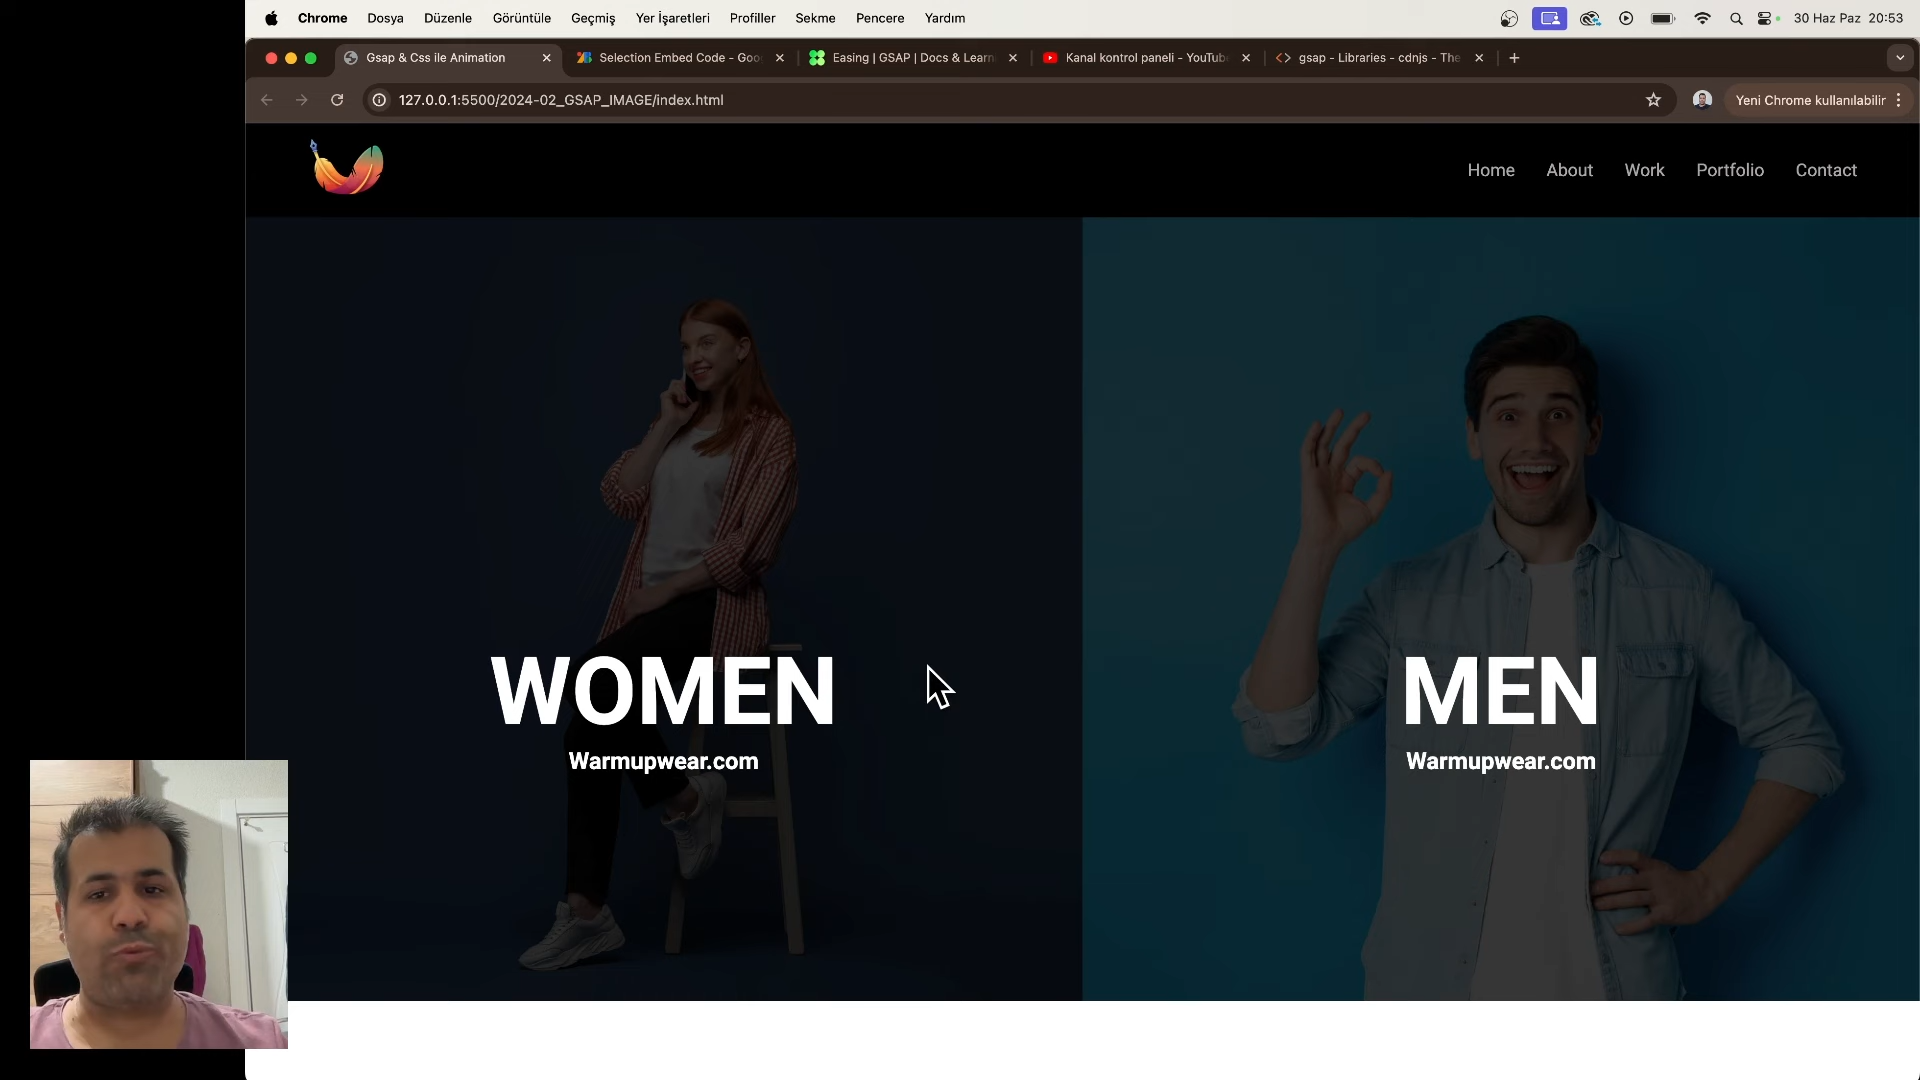 Chrome Dosya Düzenle Görüntüle Geçmiş Yer İşaretleri Profiller Sekme Pencere Yardım 30 Haz Paz 20:53
Gsap & Css ile Animation Selection Embed Code - Goo Easing | GSAP | Docs & Learn Kanal kontrol paneli - YouTub gsap - Libraries - cdnjs - The
127.0.0.1:5500/2024-02_GSAP_IMAGE/index.html Yeni Chrome kullanılabilir
Home About Work Portfolio Contact
WOMEN
Warmupwear.com
MEN
Warmupwear.com